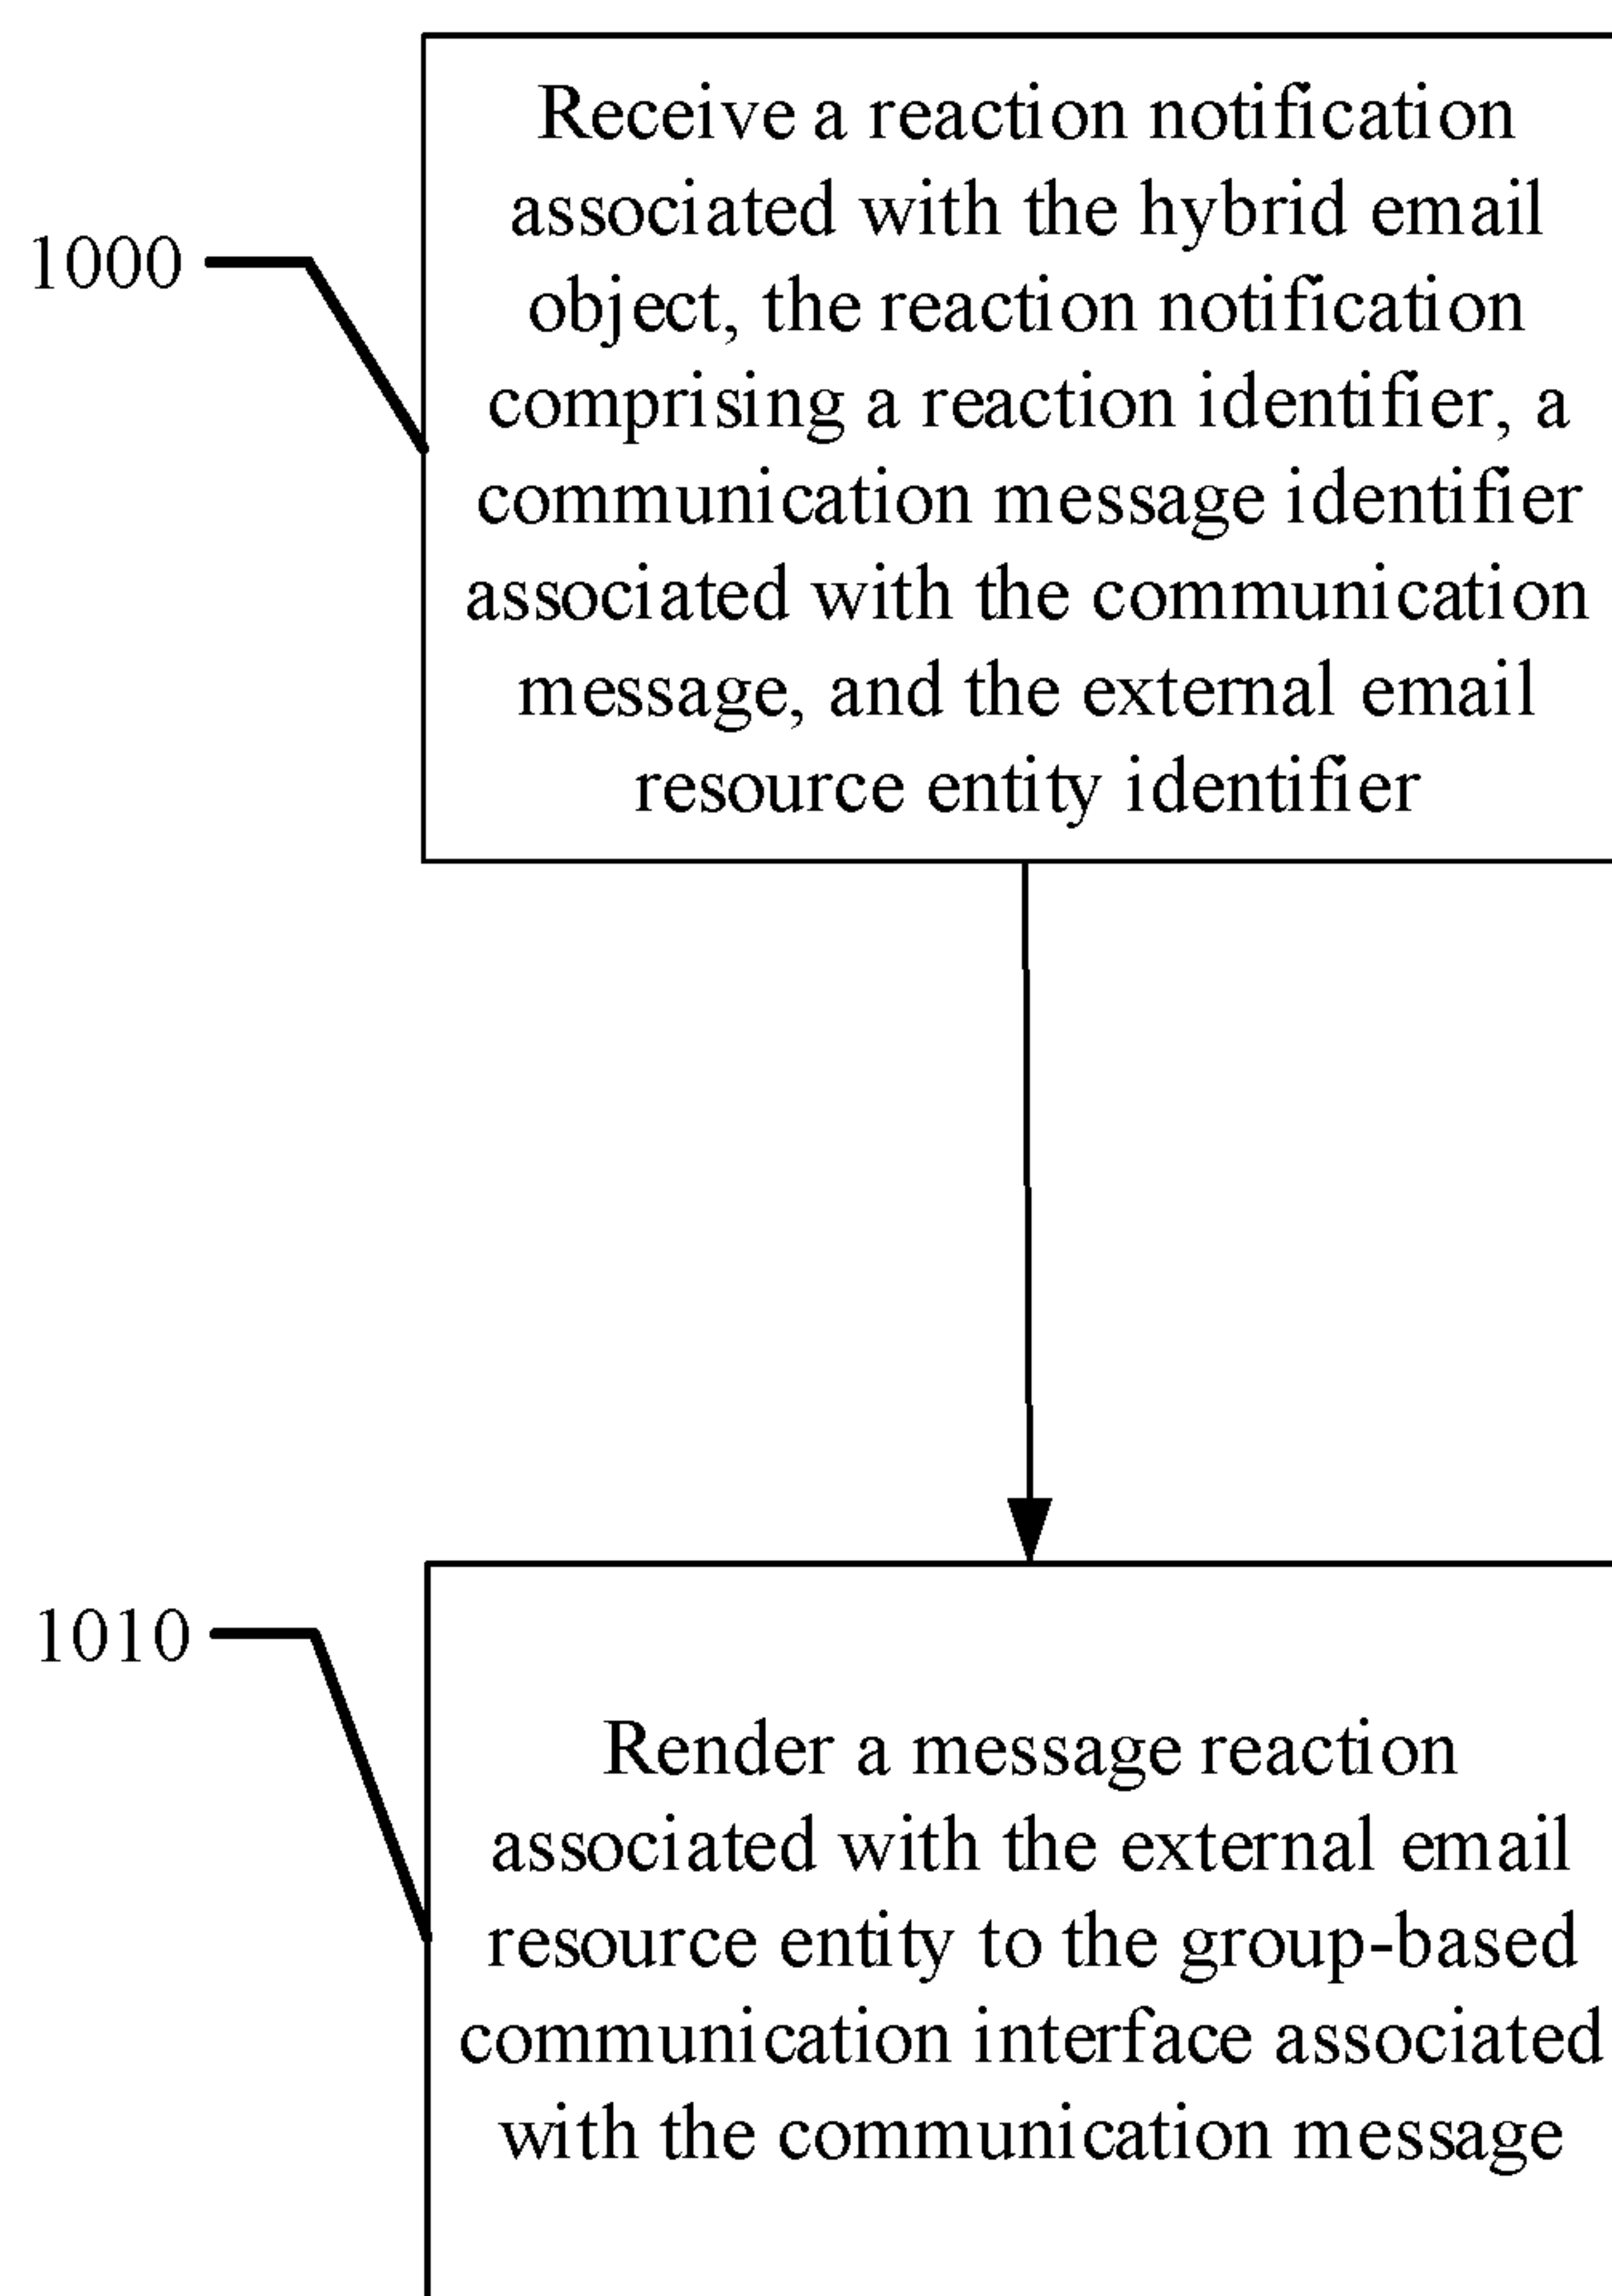 Receive a reaction notification
associated with the hybrid email
1000
object, the reaction notification
comprising a reaction identifier, a
communication message identifier
associated with the communication
message, and the external email
resource entity identifier
1010
Render a message reaction
associated with the external email
resource entity to the group-based
communication interface associated
with the communication message